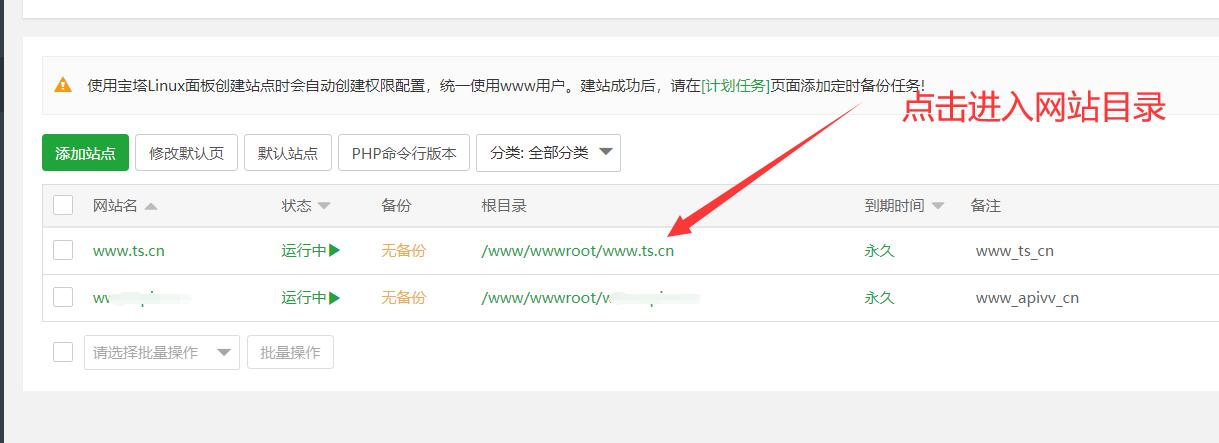 使用宝塔Linux面板创建站点时会自动创建权限配置，统一使用www用户。建站成功后，请在[计划任务]页面添加定时备份任务!
点击进入网站目录
添加站点 修改默认页 默认站点 PHP命令行版本 分类: 全部分类
网站名 状态 备份 根目录 到期时间 备注
www.ts.cn 运行中 无备份 /www/wwwroot/www.ts.cn 永久 www_ts_cn
运行中 无备份 /www/wwwroot/ 永久 www_apivv_cn
请选择批量操作 批量操作